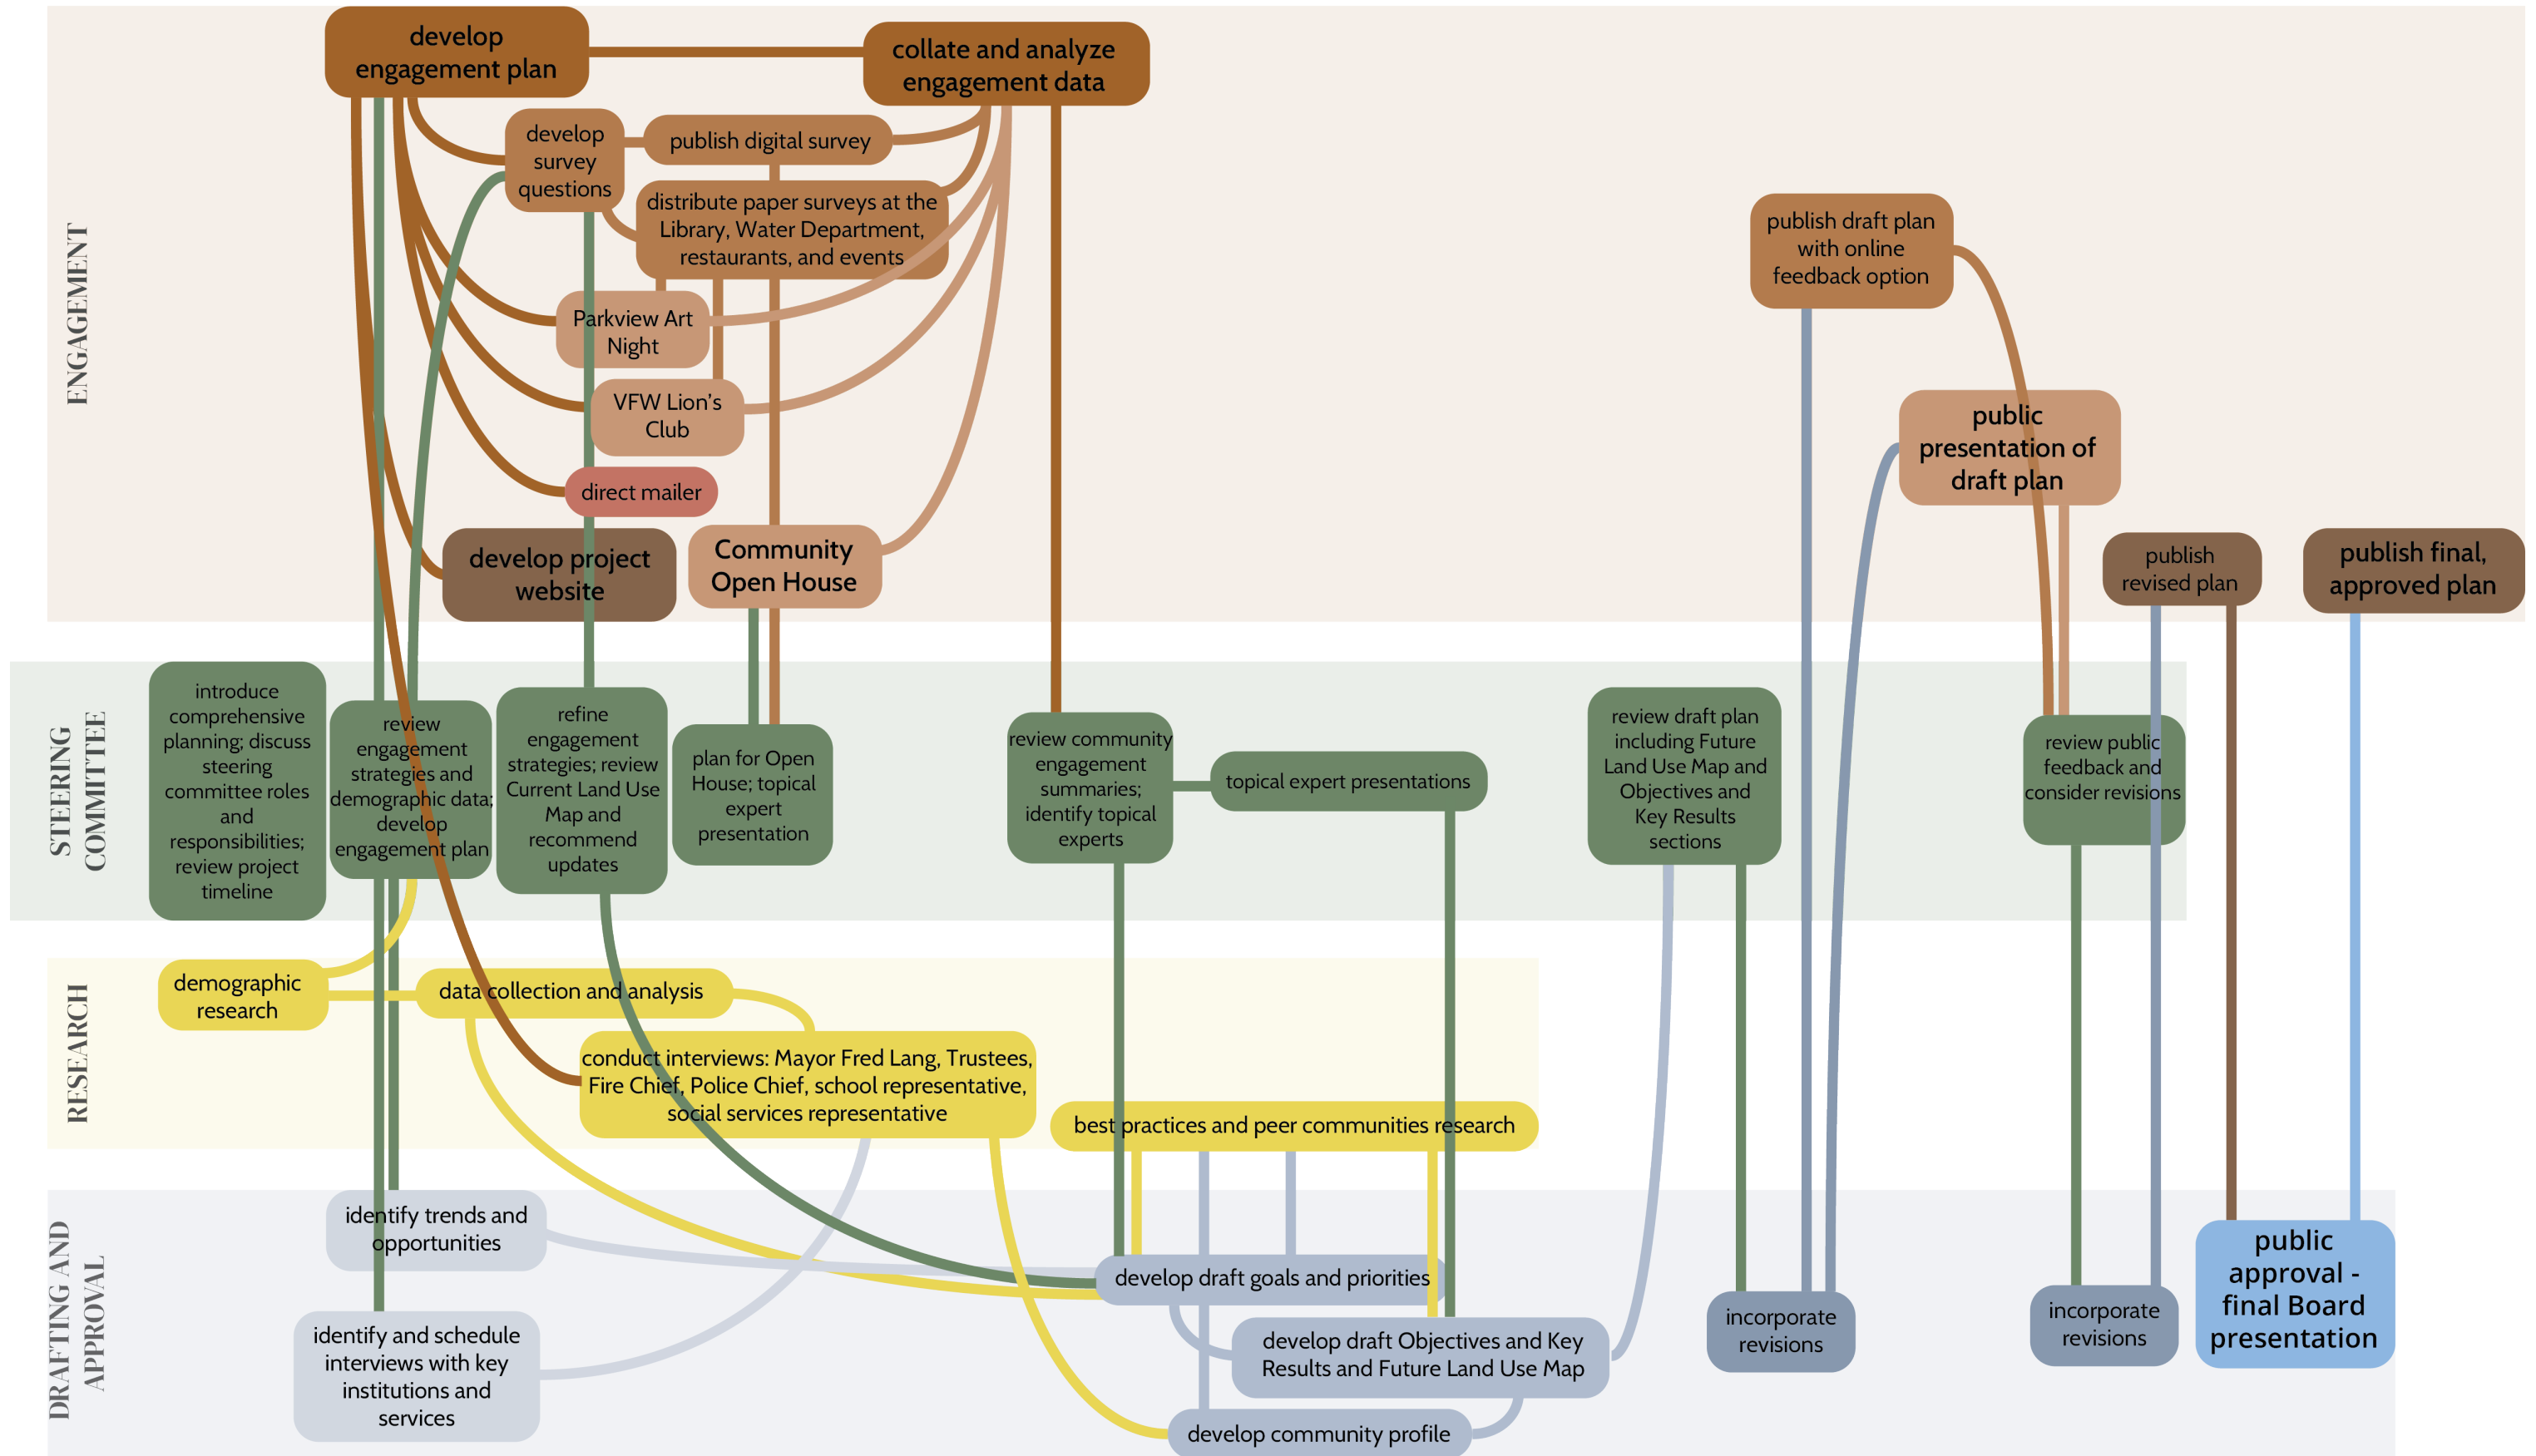 ENGAGEMENT
develop
engagement plan
collate and analyze
engagement data
develop
survey
questions
publish digital survey
distribute paper surveys at the
Library, Water Department,
restaurants, and events
Parkview Art
Night
VFW Lion’s
Club
direct mailer
develop project
website
Community
Open House
publish draft plan
with online
feedback option
public
presentation of
draft plan
publish
revised plan
publish final,
approved plan
STEERING
COMMITTEE
introduce
comprehensive
planning; discuss
steering
committee roles
and
responsibilities;
review project
timeline
review
engagement
strategies and
demographic data;
develop
engagement plan
refine
engagement
strategies; review
Current Land Use
Map and
recommend
updates
plan for Open
House; topical
expert
presentation
review community
engagement
summaries;
identify topical
experts
topical expert presentations
review draft plan
including Future
Land Use Map and
Objectives and
Key Results
sections
review public
feedback and
consider revisions
RESEARCH
demographic
research
data collection and analysis
conduct interviews: Mayor Fred Lang, Trustees,
Fire Chief, Police Chief, school representative,
social services representative
best practices and peer communities research
DRAFTING AND
APPROVAL
identify trends and
opportunities
identify and schedule
interviews with key
institutions and
services
develop draft goals and priorities
develop draft Objectives and Key
Results and Future Land Use Map
develop community profile
incorporate
revisions
incorporate
revisions
public
approval -
final Board
presentation